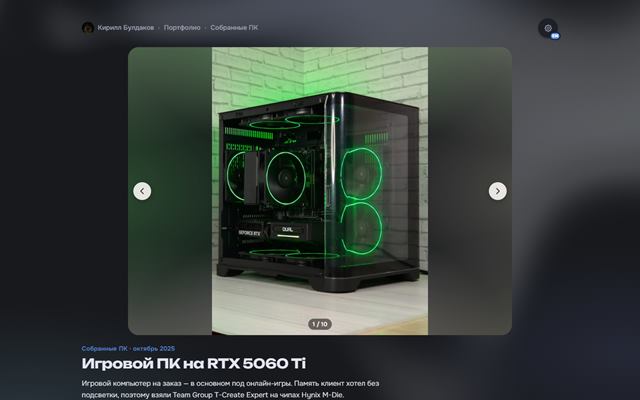 Кирилл Булдаков · Портфолио · Собранные ПК
EN
GEFORCE RTX
DUAL
1 / 10
Собранные ПК · октябрь 2025
Игровой ПК на RTX 5060 Ti
Игровой компьютер на заказ — в основном под онлайн-игры. Память клиент хотел без
подсветки, поэтому взяли Team Group T-Create Expert на чипах Hynix M-Die.